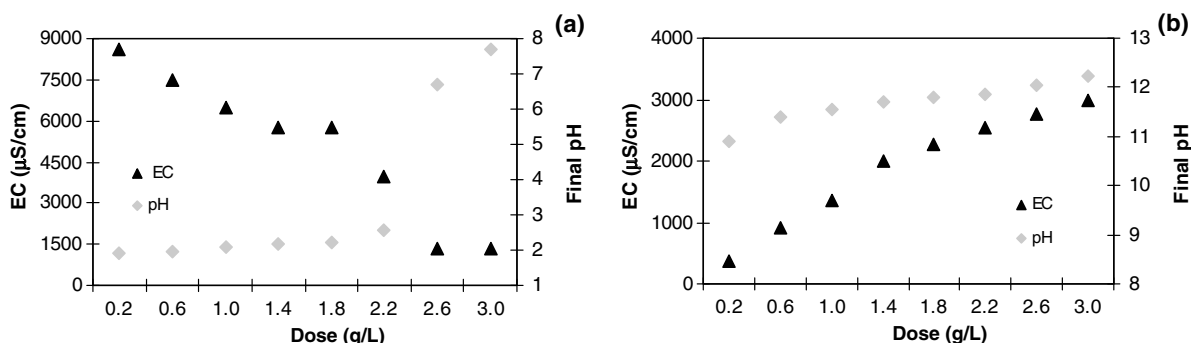 (a)
9000
7500
6000
4500
3000
1500
0
EC (µS/cm)
EC
pH
8
7
6
5
4
3
2
1
Final pH
0.2 0.6 1.0 1.4 1.8 2.2 2.6 3.0
Dose (g/L)
(b)
4000
3000
2000
1000
0
EC (µS/cm)
EC
pH
13
12
11
10
9
8
Final pH
0.2 0.6 1.0 1.4 1.8 2.2 2.6 3.0
Dose (g/L)